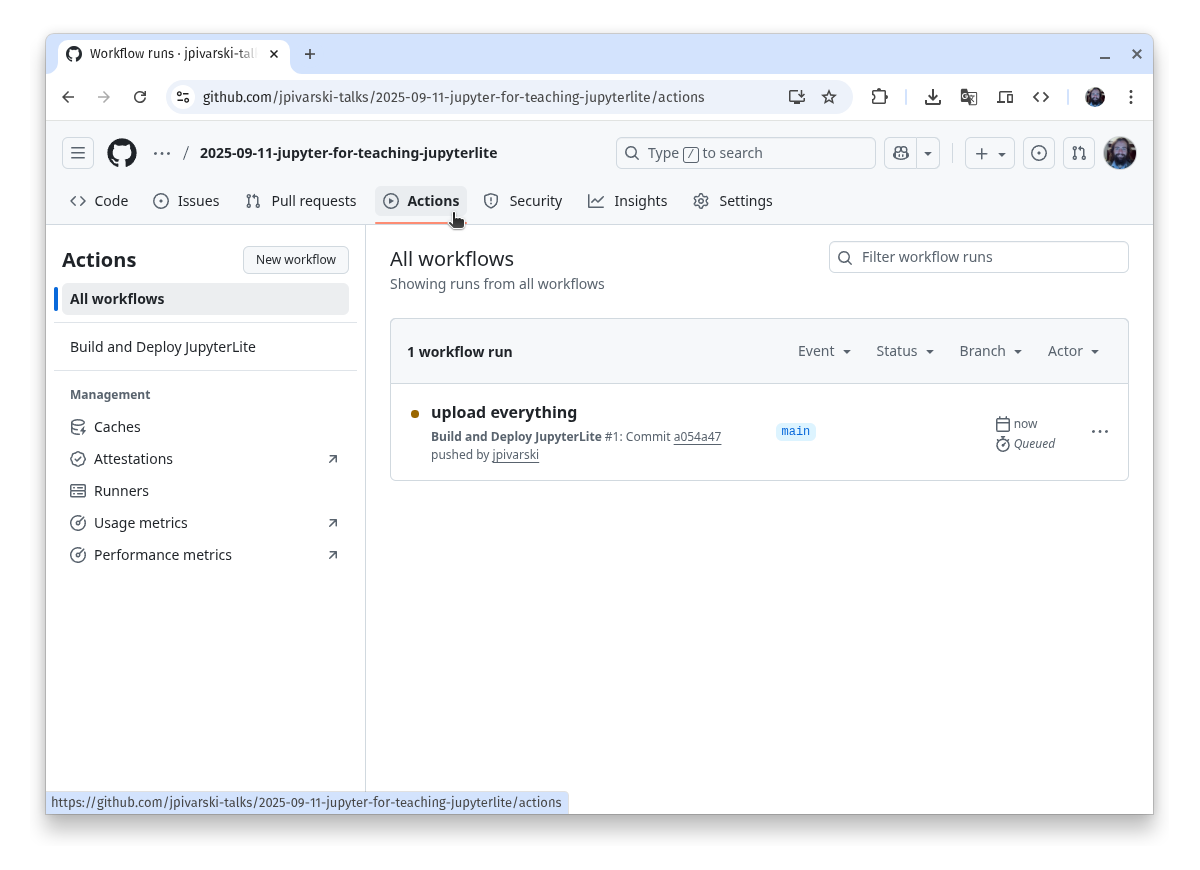 Workflow runs · jpivarski-tal
github.com/jpivarski-talks/2025-09-11-jupyter-for-teaching-jupyterlite/actions
... / 2025-09-11-jupyter-for-teaching-jupyterlite
Type / to search
Code Issues Pull requests Actions Security Insights Settings
Actions
New workflow
All workflows
Build and Deploy JupyterLite
Management
Caches
Attestations
Runners
Usage metrics
Performance metrics
All workflows
Showing runs from all workflows
Filter workflow runs
1 workflow run
Event Status Branch Actor
upload everything
Build and Deploy JupyterLite #1: Commit a054a47
pushed by jpivarski
main
now
Queued
https://github.com/jpivarski-talks/2025-09-11-jupyter-for-teaching-jupyterlite/actions